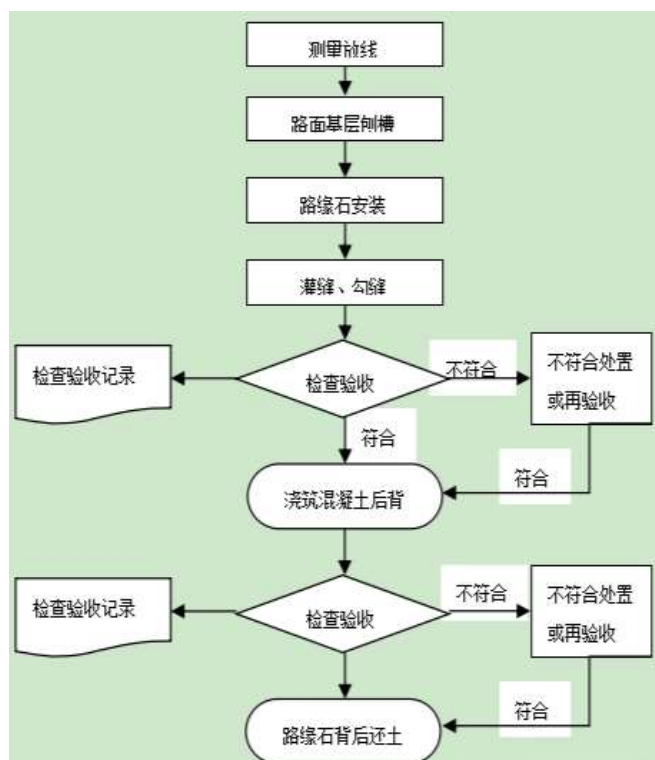 测量放线
路面基层刨槽
路缘石安装
灌缝、勾缝
检查验收记录
检查验收
不符合
不符合处置
或再验收
符合
符合
浇筑混凝土后背
检查验收记录
检查验收
不符合
不符合处置
或再验收
符合
路缘石背后还土